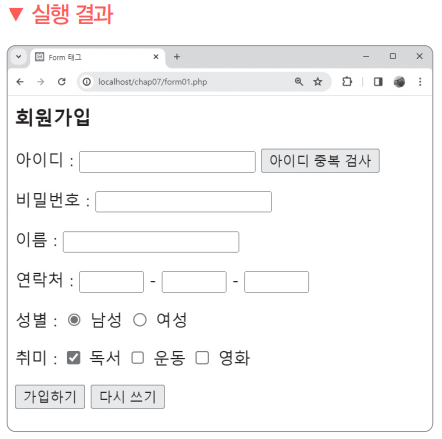 ▼ 실행 결과
Form 태그
localhost/chap07/form01.php
회원가입
아이디 : 아이디 중복 검사
비밀번호 :
이름 :
연락처 : - -
성별 : 남성 여성
취미 : 독서 운동 영화
가입하기 다시 쓰기